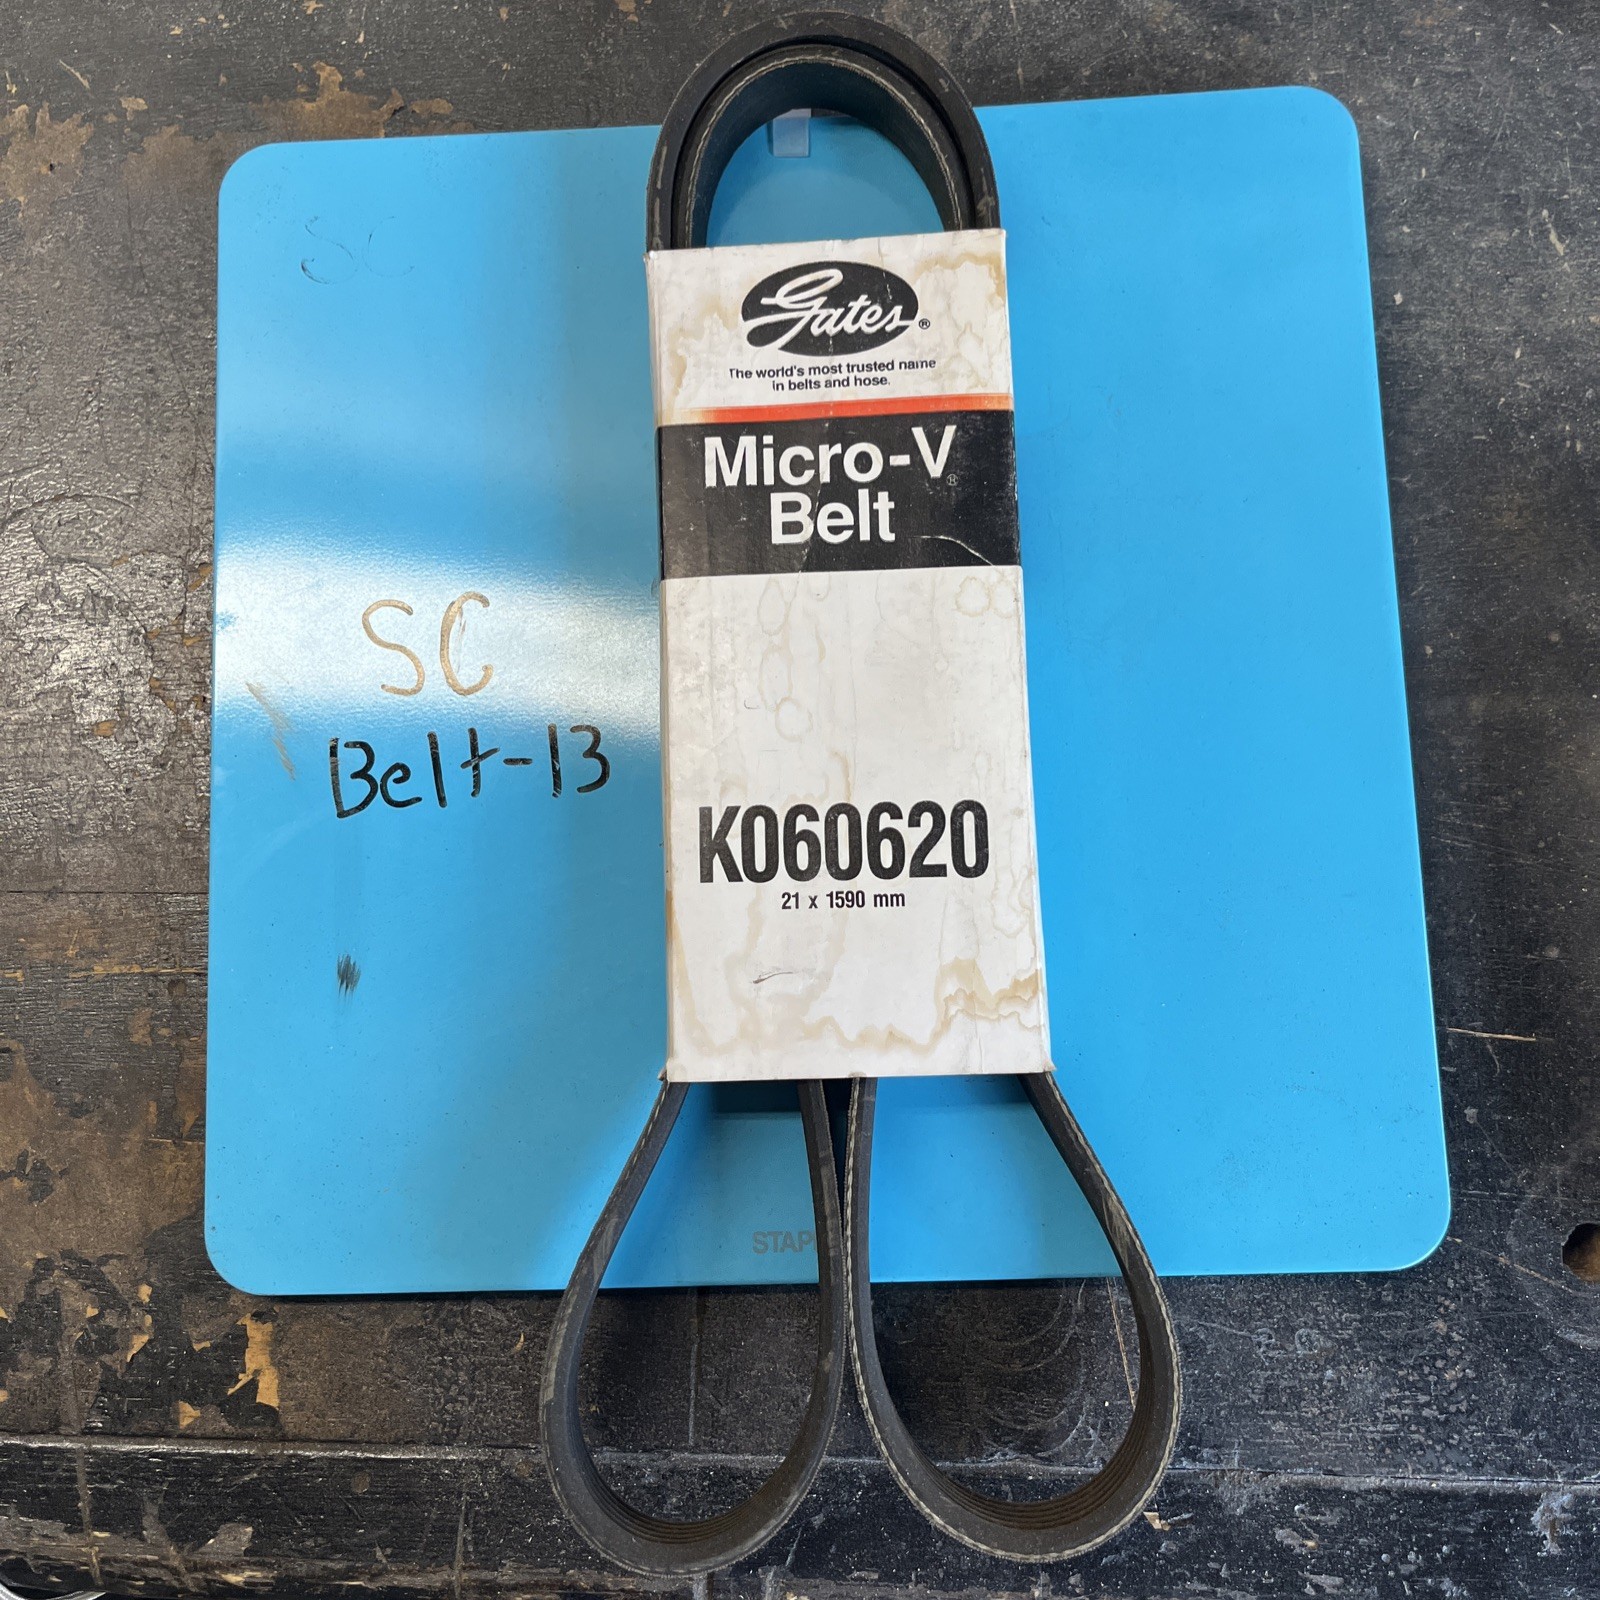 SC
Gates®
The world's most trusted name
in belts and hose.
Micro-V®
Belt
SC
Belt-13
K060620
21 x 1590 mm